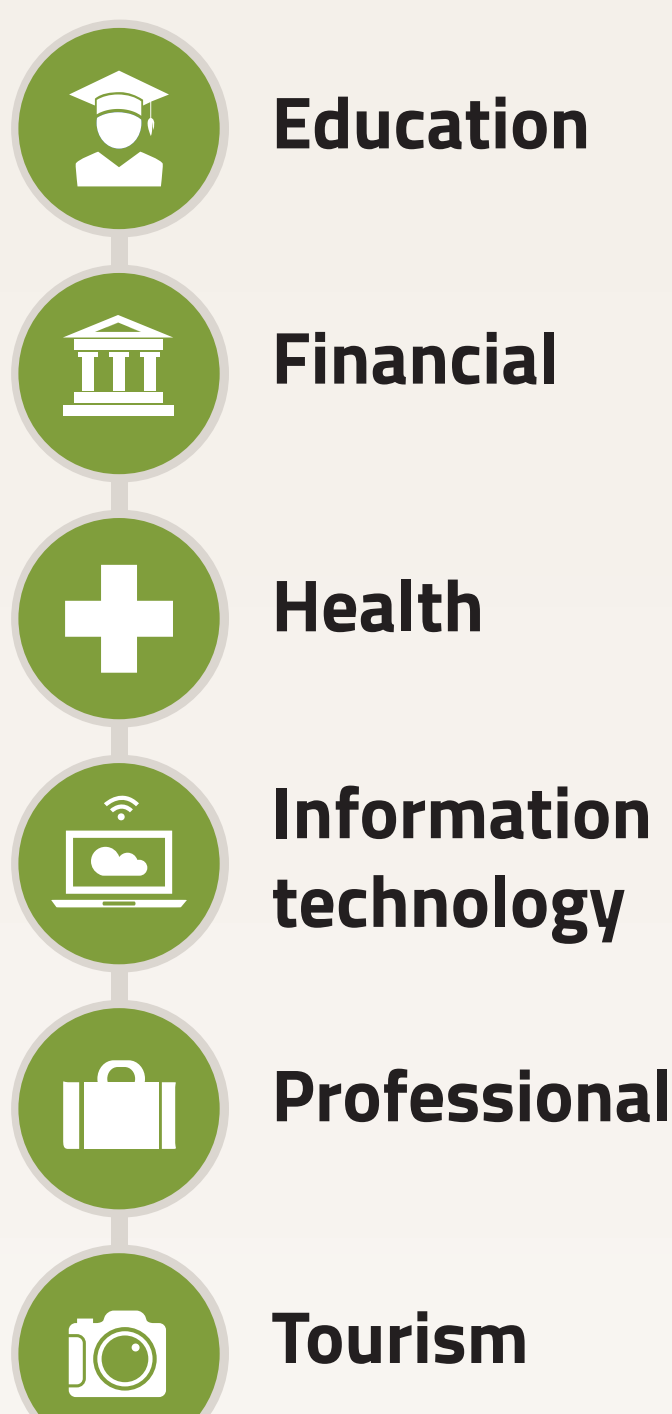 Education
Financial
Health
Information
technology
Professional
Tourism